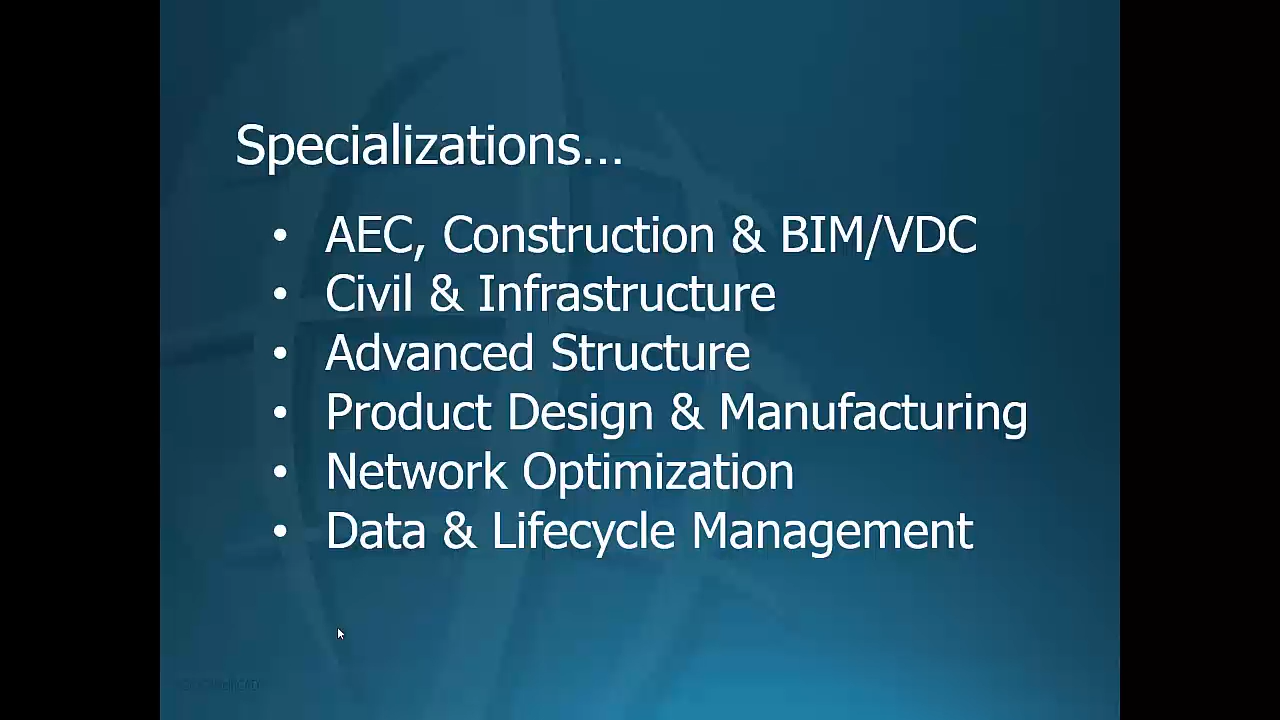 Specializations...
• AEC, Construction & BIM/VDC
• Civil & Infrastructure
• Advanced Structure
• Product Design & Manufacturing
• Network Optimization
• Data & Lifecycle Management